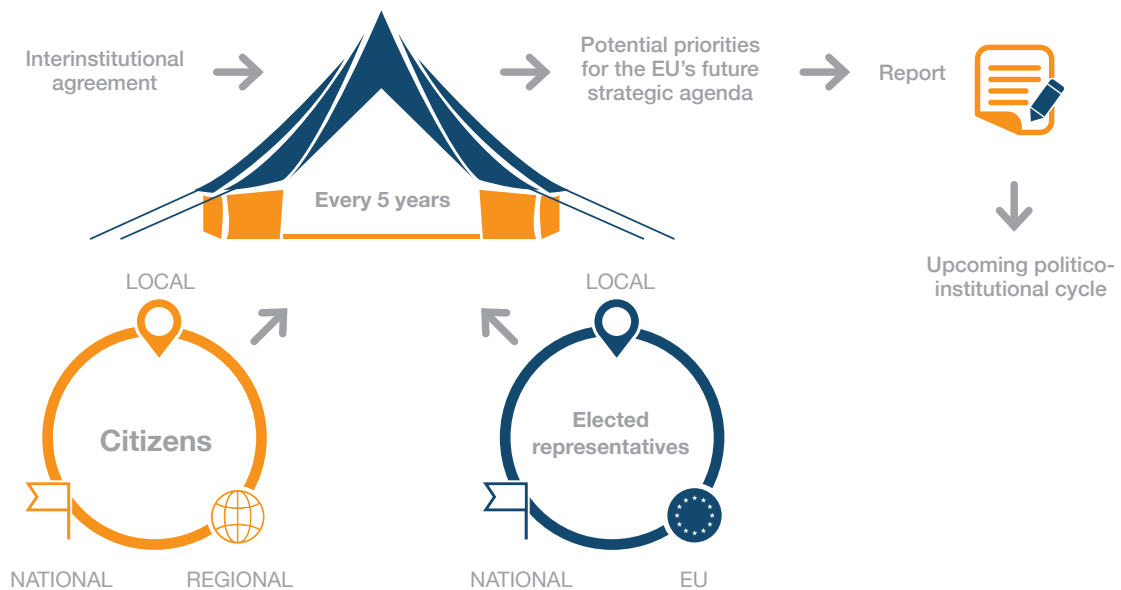 Interinstitutional
agreement
Every 5 years
Potential priorities
for the EU's future
strategic agenda
Report
Upcoming politico-
institutional cycle
LOCAL
Citizens
NATIONAL
REGIONAL
LOCAL
Elected
representatives
NATIONAL
EU